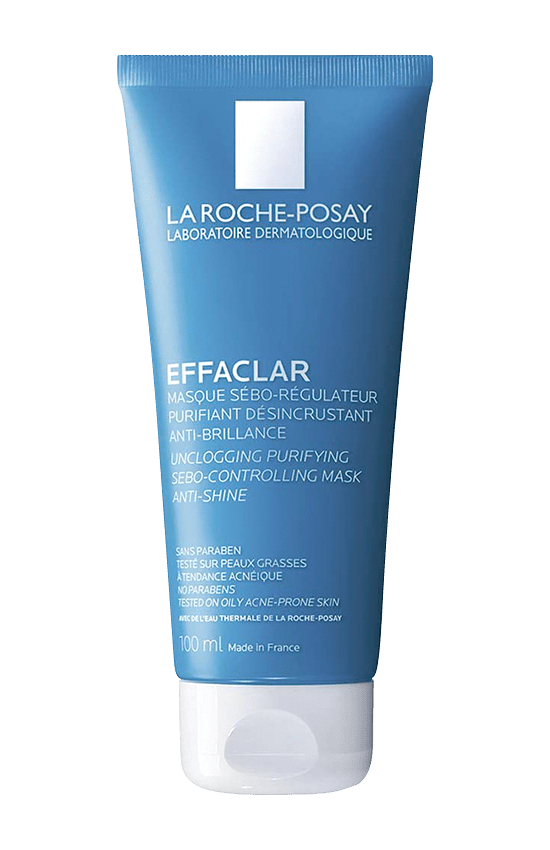 LA ROCHE-POSAY
LABORATOIRE DERMATOLOGIQUE
EFFACLAR
MASQUE SÉBO-RÉGULATEUR
PURIFIANT DÉSINCRUSTANT
ANTI-BRILLANCE
UNCLOGGING PURIFYING
SEBO-CONTROLLING MASK
ANTI-SHINE
SANS PARABEN
TESTÉ SUR PEAUX GRASSES
À TENDANCE ACNÉIQUE
NO PARABENS
TESTED ON OILY ACNE-PRONE SKIN
AVEC DE L'EAU THERMALE DE LA ROCHE-POSAY
100 ml Made in France